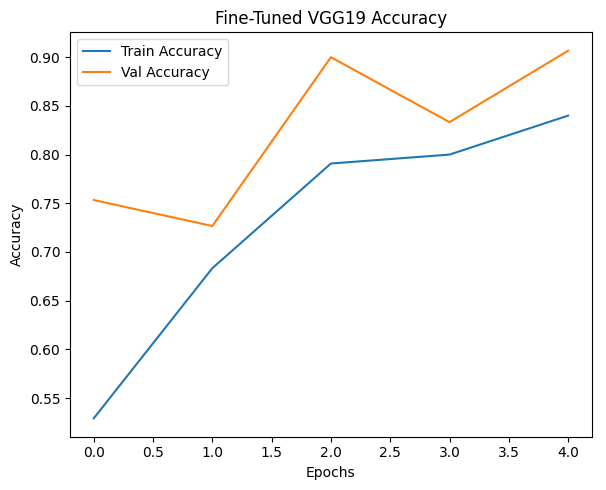 Fine-Tuned VGG19 Accuracy
Train Accuracy
Val Accuracy
Accuracy
0.90
0.85
0.80
0.75
0.70
0.65
0.60
0.55
0.0 0.5 1.0 1.5 2.0 2.5 3.0 3.5 4.0
Epochs